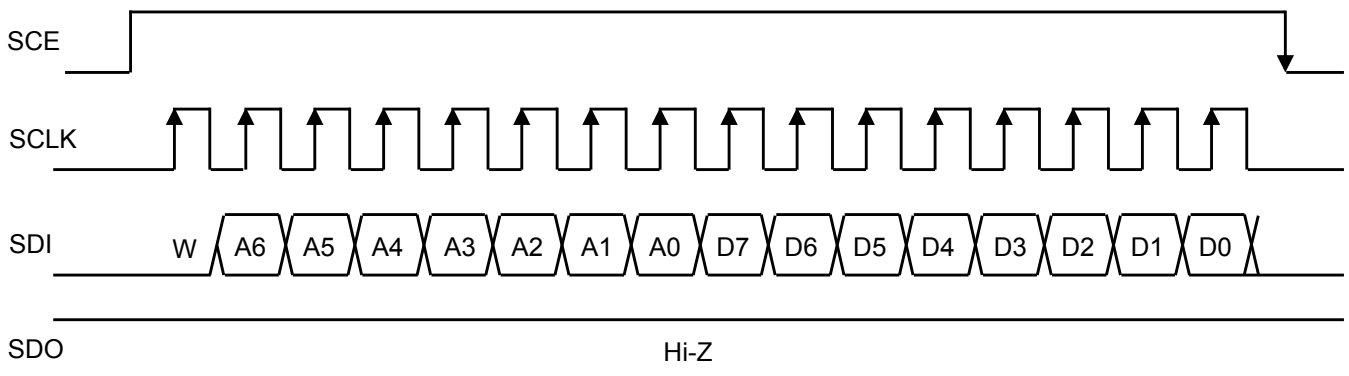 SCE
SCLK
SDI W A6 A5 A4 A3 A2 A1 A0 D7 D6 D5 D4 D3 D2 D1 D0
SDO Hi-Z